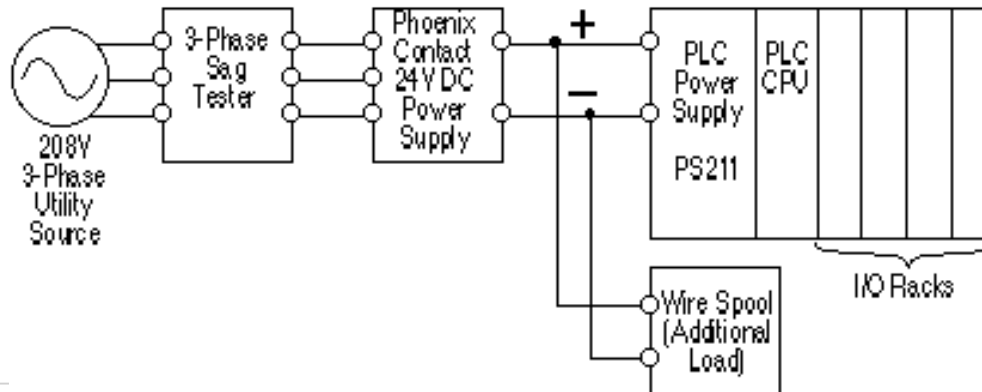 3-Phase
Sag
Tester
Phoenix
Contact
24V DC
Power
Supply
+
−
PLC
Power
Supply
PS211
PLC
CPU
208V
3-Phase
Utility
Source
I/O Racks
Wire Spool
(Additional
Load)